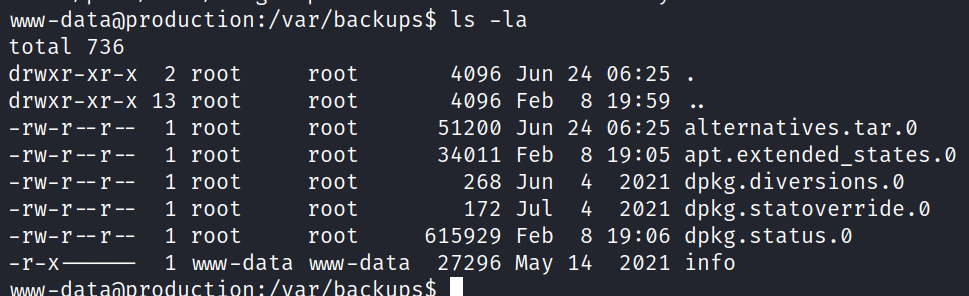 www-data@production:/var/backups$ ls -la
total 736
drwxr-xr-x  2 root     root       4096 Jun 24 06:25 .
drwxr-xr-x 13 root     root       4096 Feb  8 19:59 ..
-rw-r--r--  1 root     root      51200 Jun 24 06:25 alternatives.tar.0
-rw-r--r--  1 root     root      34011 Feb  8 19:05 apt.extended_states.0
-rw-r--r--  1 root     root        268 Jun  4  2021 dpkg.diversions.0
-rw-r--r--  1 root     root        172 Jul  4  2021 dpkg.statoverride.0
-rw-r--r--  1 root     root     615929 Feb  8 19:06 dpkg.status.0
-r-x------  1 www-data www-data  27296 May 14  2021 info
www-data@production:/var/backups$